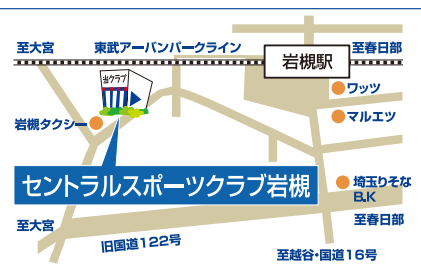 至大宮
東武アーバンパークライン
岩槻駅
至春日部
当クラブ
ワッツ
マルエツ
岩槻タクシー
セントラルスポーツクラブ岩槻
埼玉りそな
B.K
至大宮
至春日部
旧国道122号
至越谷・国道16号